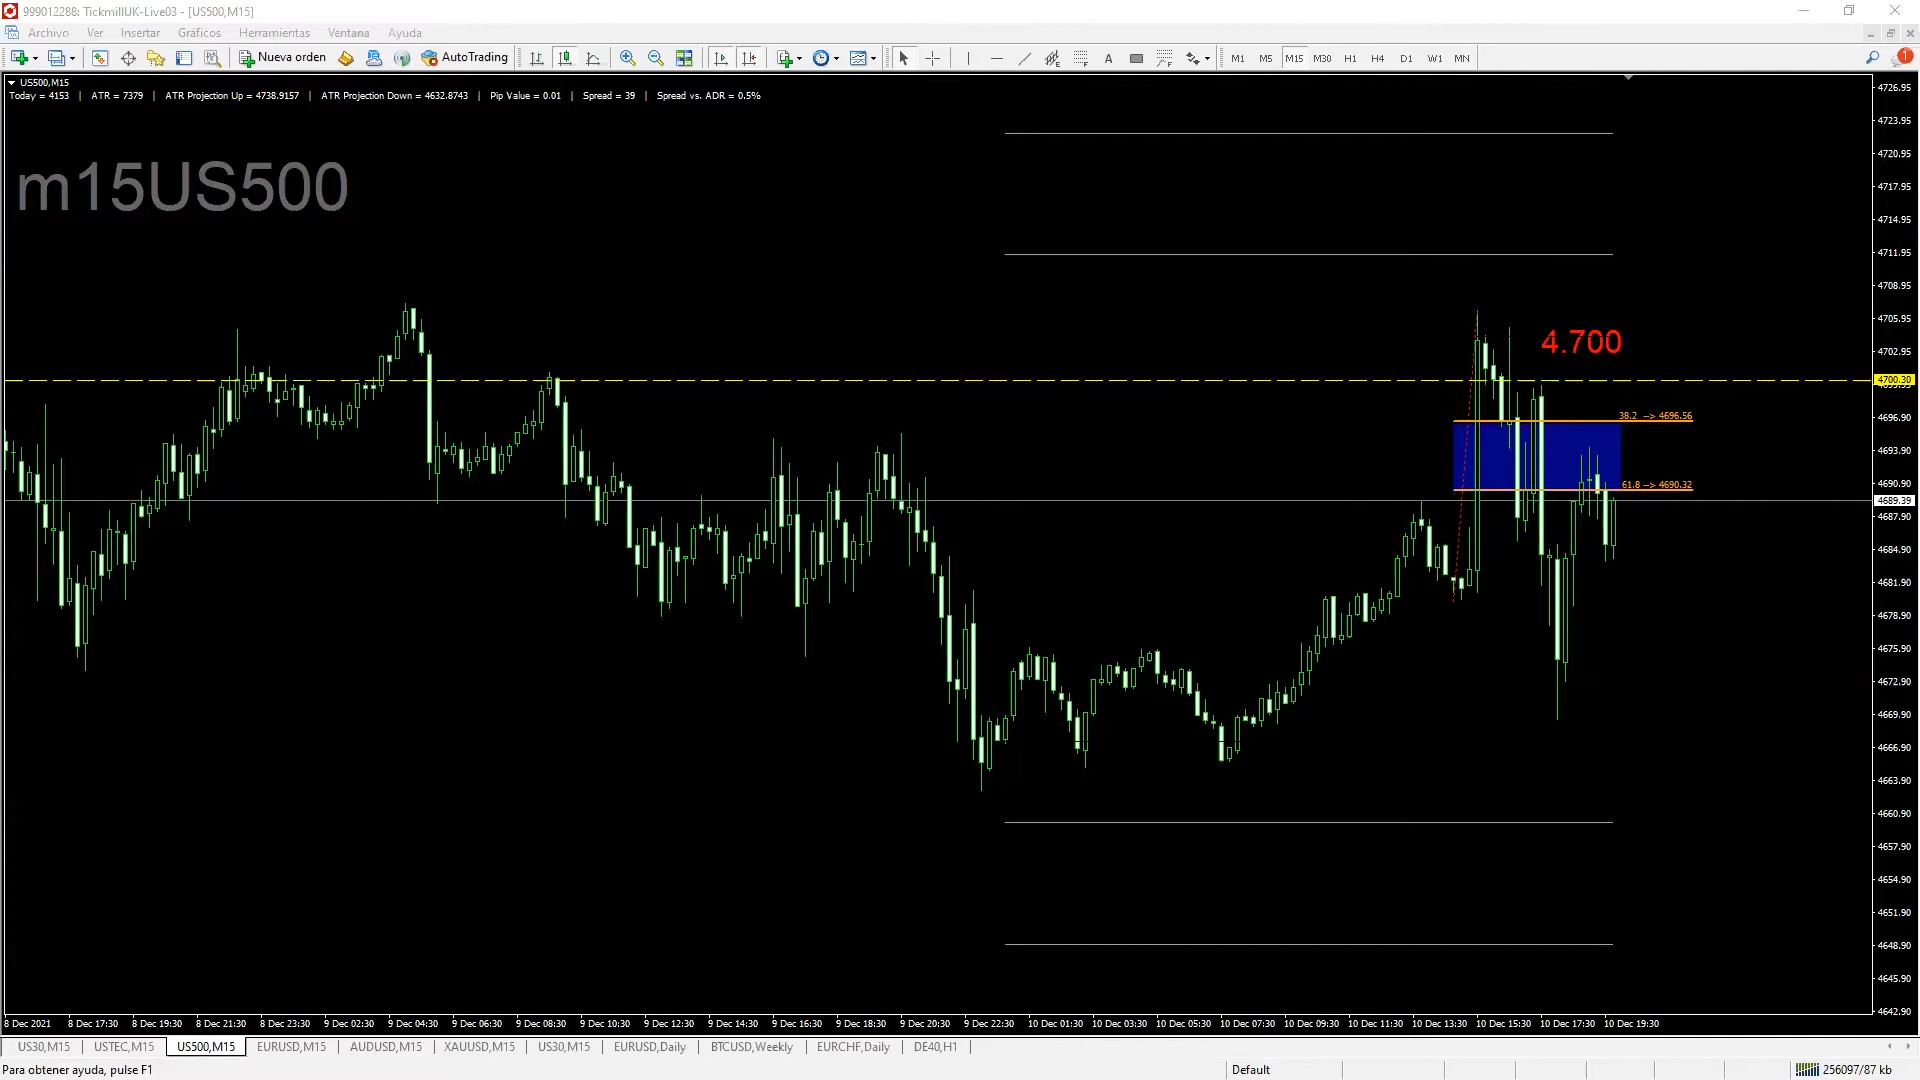 999012288: TickmillUK-Live03 - [US500,M15]
Archivo Ver Insertar Gráficos Herramientas Ventana Ayuda
Nueva orden AutoTrading A M1 M5 M15 M30 H1 H4 D1 W1 MN 1
US500,M15
Today = 4153 | ATR = 7379 | ATR Projection Up = 4738.9157 | ATR Projection Down = 4632.8743 | Pip Value = 0.01 | Spread = 39 | Spread vs. ADR = 0.5%
m15US500
4.700
38.2 --> 4696.56
61.8 --> 4690.32
4726.95
4723.95
4720.95
4717.95
4714.95
4711.95
4708.95
4705.95
4702.95
4700.30
4696.90
4693.90
4690.90
4689.39
4687.90
4684.90
4681.90
4678.90
4675.90
4672.90
4669.90
4666.90
4663.90
4660.90
4657.90
4654.90
4651.90
4648.90
4645.90
4642.90
8 Dec 2021 8 Dec 17:30 8 Dec 19:30 8 Dec 21:30 8 Dec 23:30 9 Dec 02:30 9 Dec 04:30 9 Dec 06:30 9 Dec 08:30 9 Dec 10:30 9 Dec 12:30 9 Dec 14:30 9 Dec 16:30 9 Dec 18:30 9 Dec 20:30 9 Dec 22:30 10 Dec 01:30 10 Dec 03:30 10 Dec 05:30 10 Dec 07:30 10 Dec 09:30 10 Dec 11:30 10 Dec 13:30 10 Dec 15:30 10 Dec 17:30 10 Dec 19:30
US30,M15 USTEC,M15 US500,M15 EURUSD,M15 AUDUSD,M15 XAUUSD,M15 US30,M15 EURUSD,Daily BTCUSD,Weekly EURCHF,Daily DE40,H1
Para obtener ayuda, pulse F1 Default 256097/87 kb